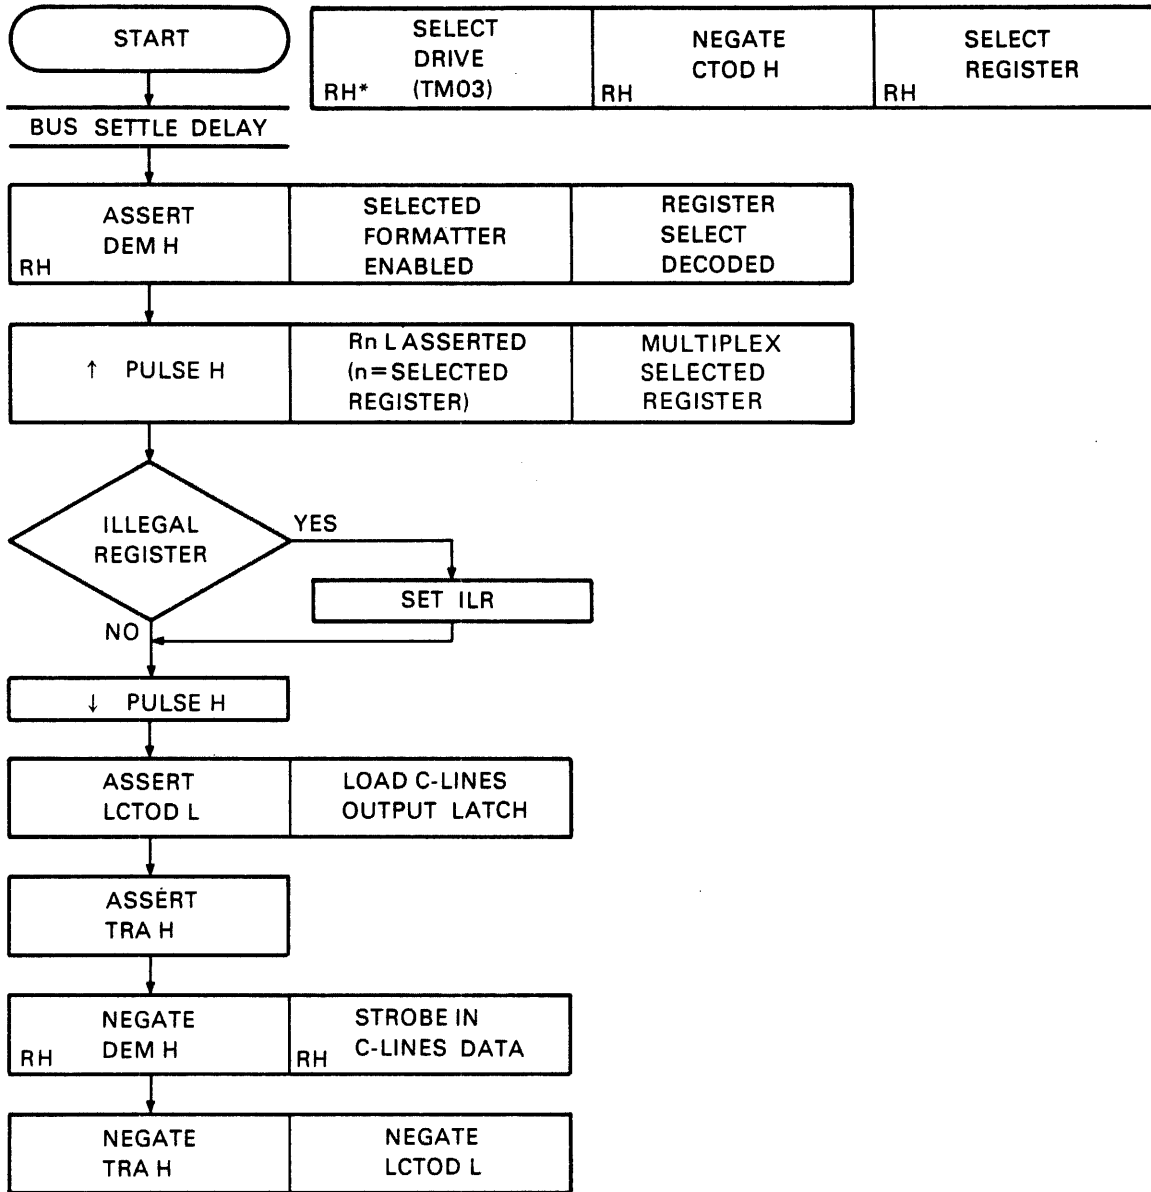 START
SELECT
DRIVE
(TM03)
RH*
NEGATE
CTOD H
RH
SELECT
REGISTER
RH
BUS SETTLE DELAY
ASSERT
DEM H
RH
SELECTED
FORMATTER
ENABLED
REGISTER
SELECT
DECODED
↑ PULSE H
Rn L ASSERTED
(n=SELECTED
REGISTER)
MULTIPLEX
SELECTED
REGISTER
ILLEGAL
REGISTER
YES
SET ILR
NO
↓ PULSE H
ASSERT
LCTOD L
LOAD C-LINES
OUTPUT LATCH
ASSERT
TRA H
NEGATE
DEM H
RH
STROBE IN
C-LINES DATA
RH
NEGATE
TRA H
NEGATE
LCTOD L